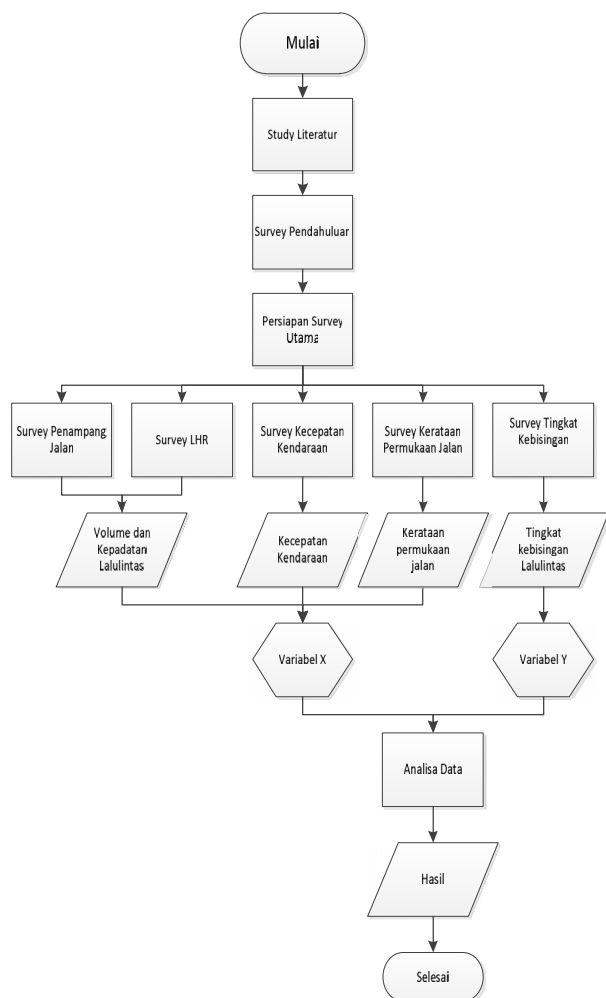 Mulai
Study Literatur
Survey Pendahuluar
Persiapan Survey
Utama
Survey Penampang
Jalan
Survey LHR
Survey Kecepatan
Kendaraan
Survey Kerataan
Permukaan Jalan
Survey Tingkat
Kebisingan
Volume dan
Kepadatan
Lalulintas
Kecepatan
Kendaraan
Kerataan
permukaan
jalan
Tingkat
kebisingan
Lalulintas
Variabel X
Variabel Y
Analisa Data
Hasil
Selesai